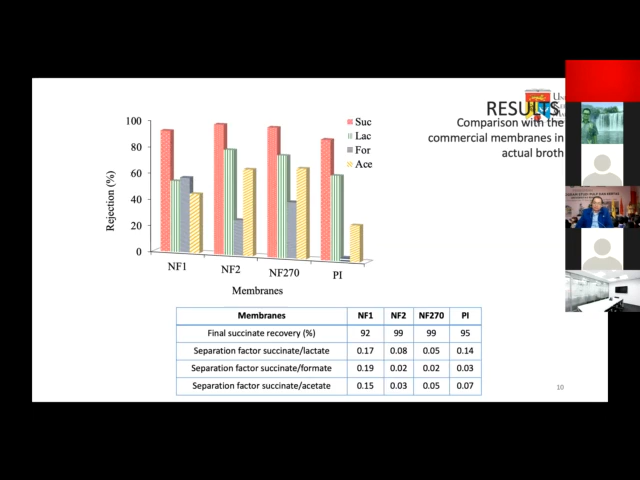 RESULTS
Comparison with the
commercial membranes in
actual broth
100
80
60
40
20
0
Rejection (%)
Suc
Lac
For
Ace
NF1
NF2
NF270
PI
Membranes
Membranes NF1 NF2 NF270 PI
Final succinate recovery (%) 92 99 99 95
Separation factor succinate/lactate 0.17 0.08 0.05 0.14
Separation factor succinate/formate 0.19 0.02 0.02 0.03
Separation factor succinate/acetate 0.15 0.03 0.05 0.07
10